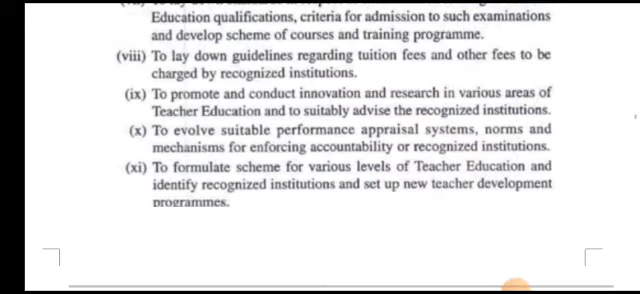 Education qualifications, criteria for admission to such examinations
and develop scheme of courses and training programme.
(viii) To lay down guidelines regarding tuition fees and other fees to be
charged by recognized institutions.
(ix) To promote and conduct innovation and research in various areas of
Teacher Education and to suitably advise the recognized institutions.
(x) To evolve suitable performance appraisal systems, norms and
mechanisms for enforcing accountability or recognized institutions.
(xi) To formulate scheme for various levels of Teacher Education and
identify recognized institutions and set up new teacher development
programmes.